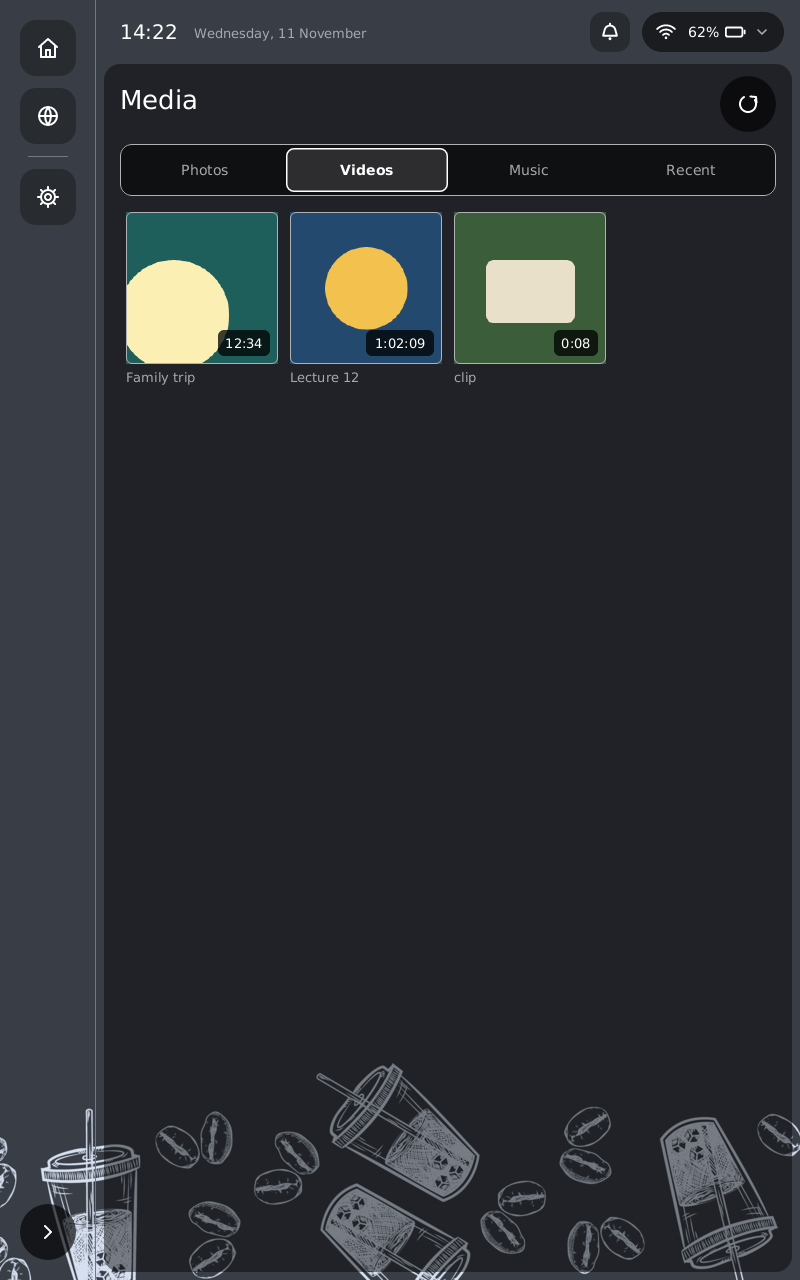 14:22 Wednesday, 11 November
62%
Media
Photos Videos Music Recent
12:34 1:02:09 0:08
Family trip Lecture 12 clip